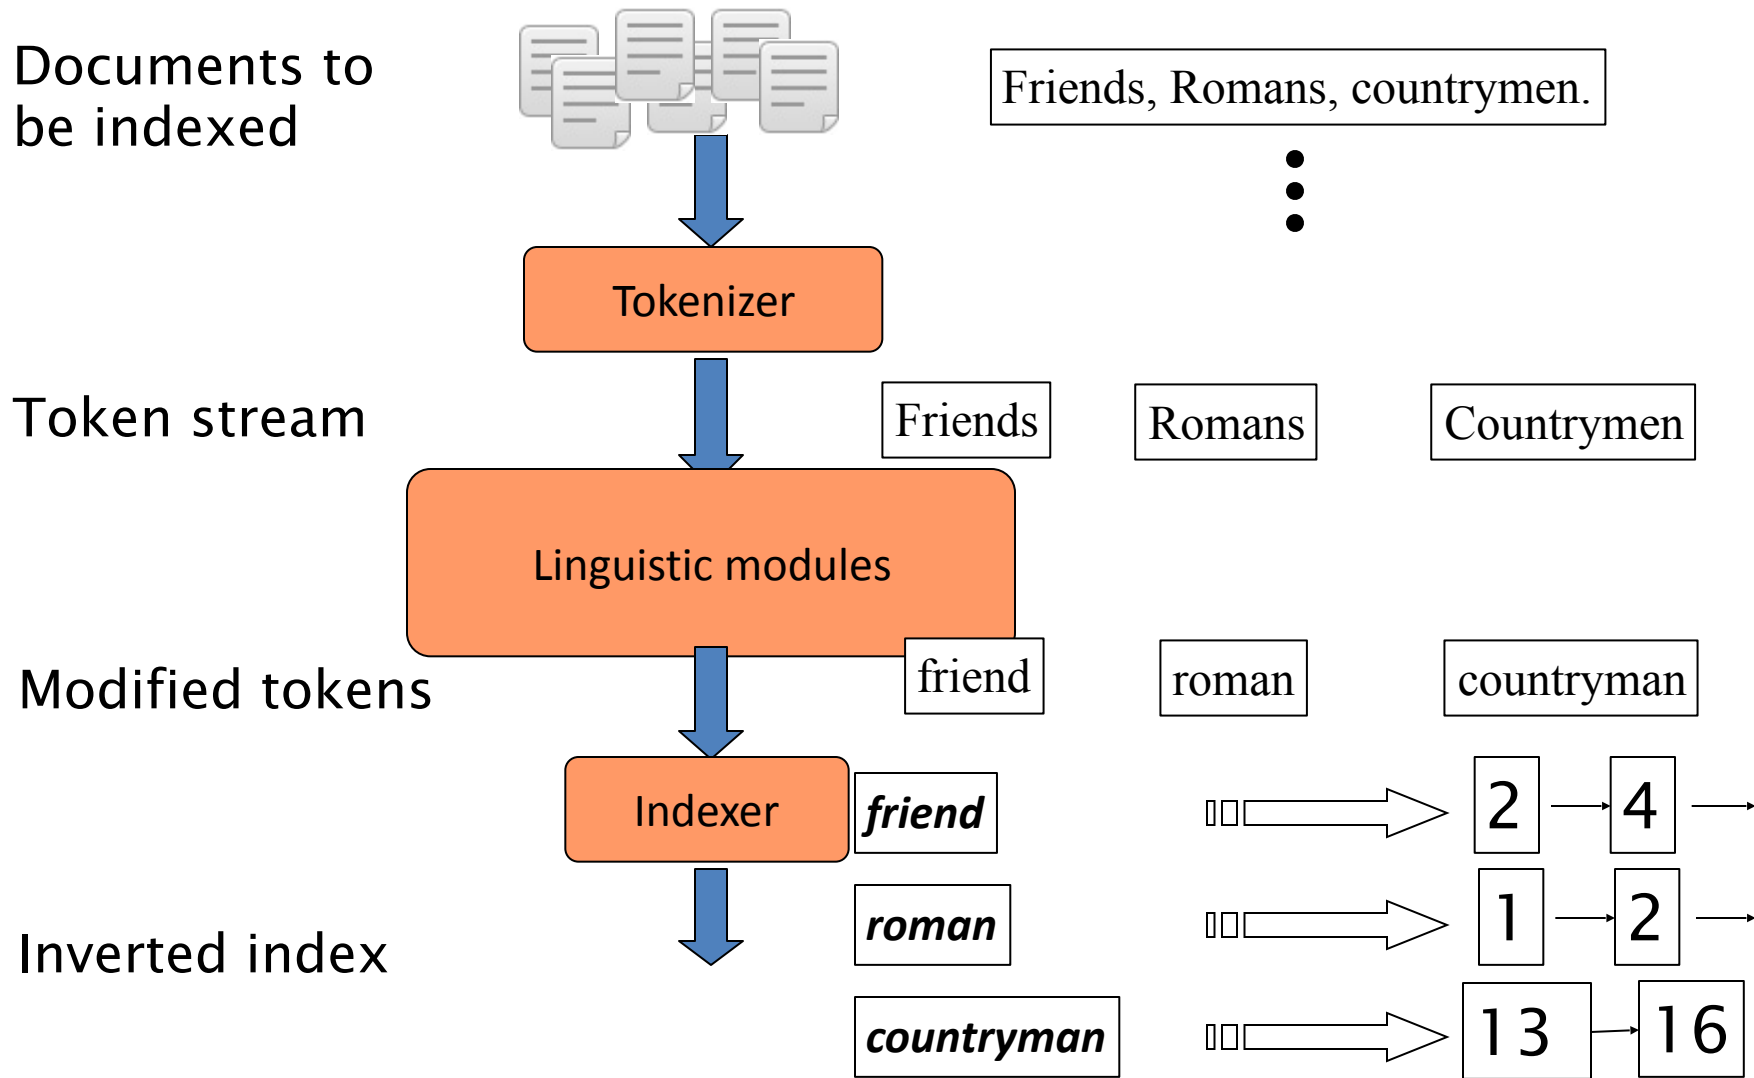 Documents to
be indexed
Friends, Romans, countrymen.
Tokenizer
Token stream
Friends
Romans
Countrymen
Linguistic modules
Modified tokens
friend
roman
countryman
Indexer
friend
2
4
roman
1
2
Inverted index
countryman
13
16